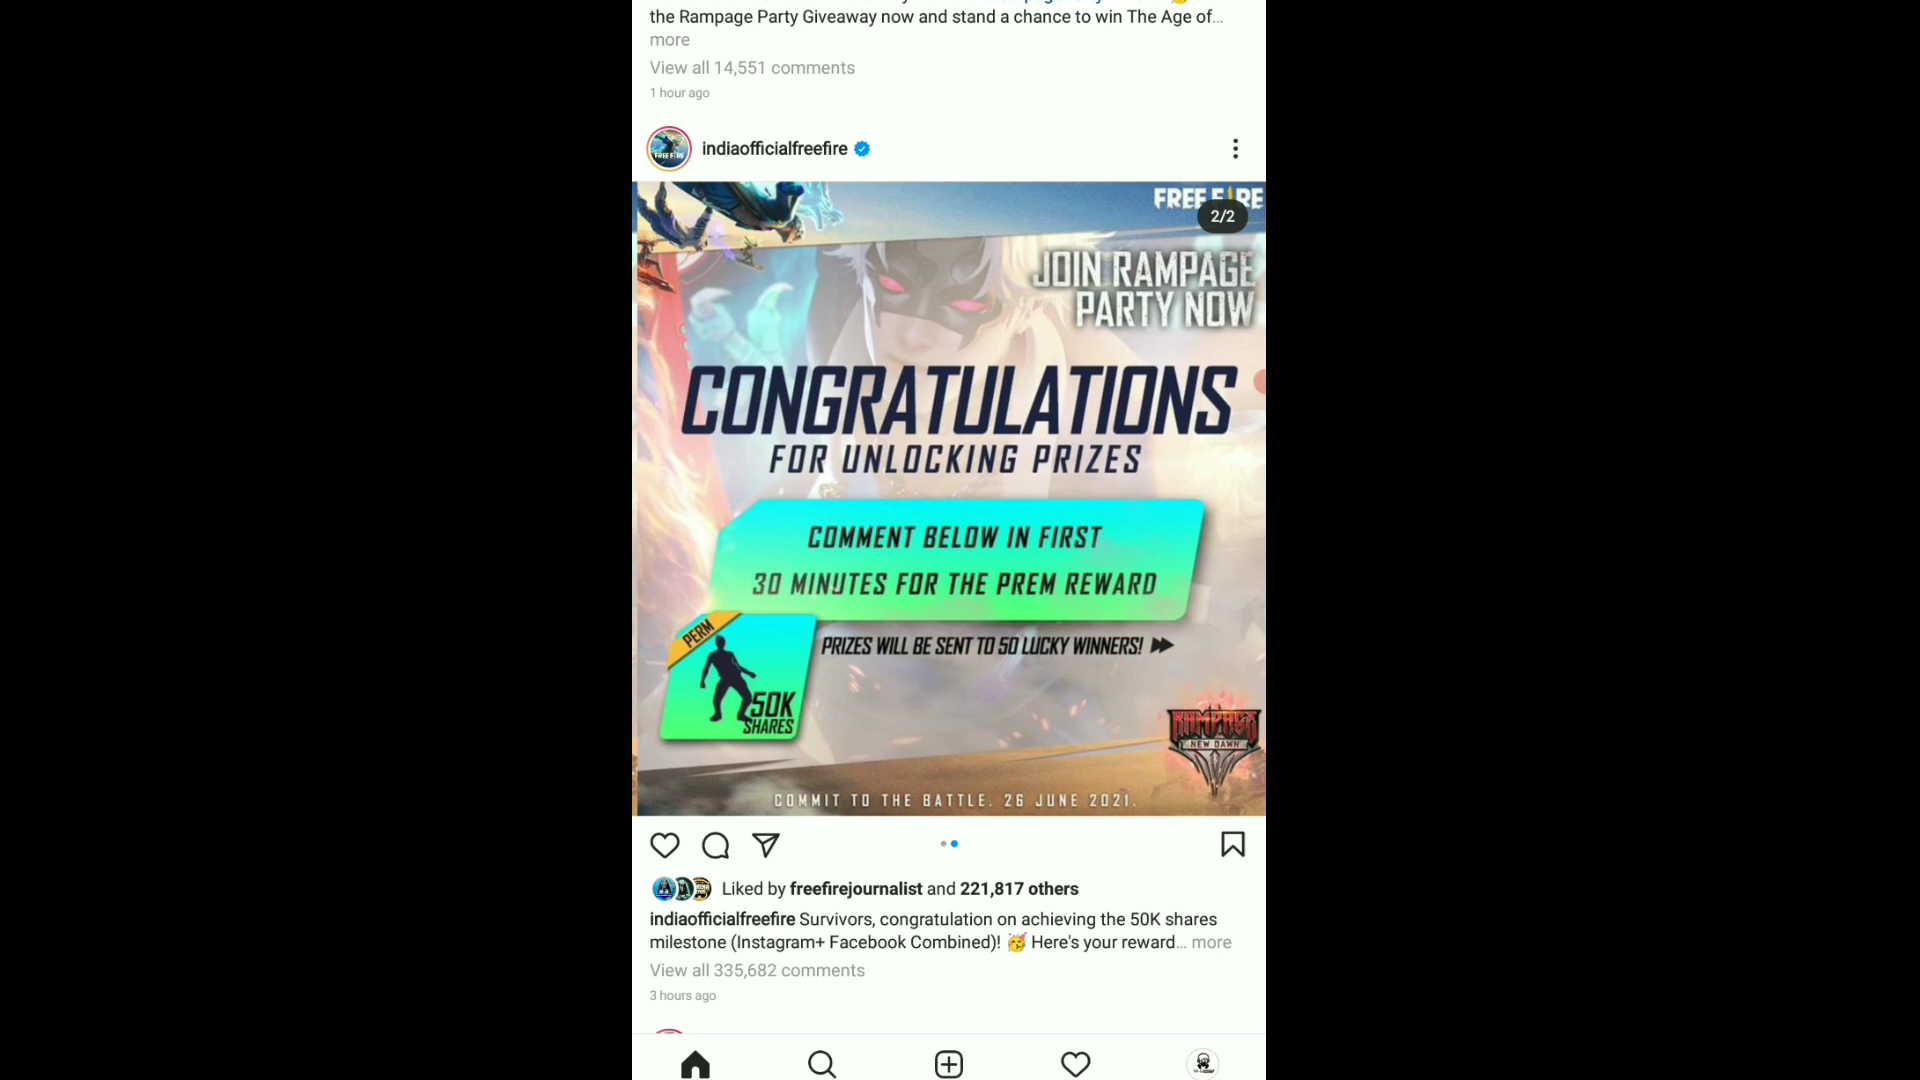 the Rampage Party Giveaway now and stand a chance to win The Age of...
more
View all 14,551 comments
1 hour ago
indiaofficialfreefire
FREE FIRE
FREE FIRE
2/2
JOIN RAMPAGE
PARTY NOW
CONGRATULATIONS
FOR UNLOCKING PRIZES
COMMENT BELOW IN FIRST
30 MINUTES FOR THE PREM REWARD
PERM
PRIZES WILL BE SENT TO 50 LUCKY WINNERS!
50K
SHARES
RAMPAGE
NEW DAWN
COMMIT TO THE BATTLE. 26 JUNE 2021.
Liked by freefirejournalist and 221,817 others
indiaofficialfreefire Survivors, congratulation on achieving the 50K shares
milestone (Instagram+ Facebook Combined)! 🥳 Here's your reward... more
View all 335,682 comments
3 hours ago